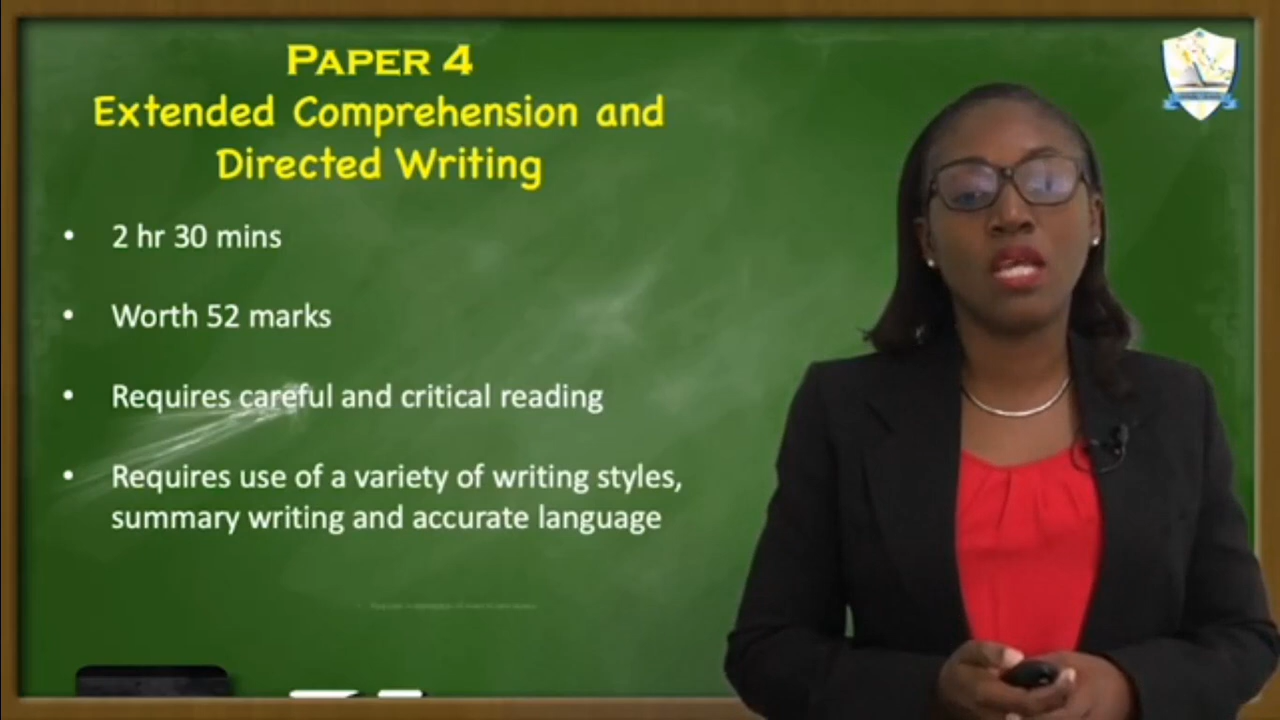 PAPER 4
Extended Comprehension and
Directed Writing
• 2 hr 30 mins
• Worth 52 marks
• Requires careful and critical reading
• Requires use of a variety of writing styles,
summary writing and accurate language